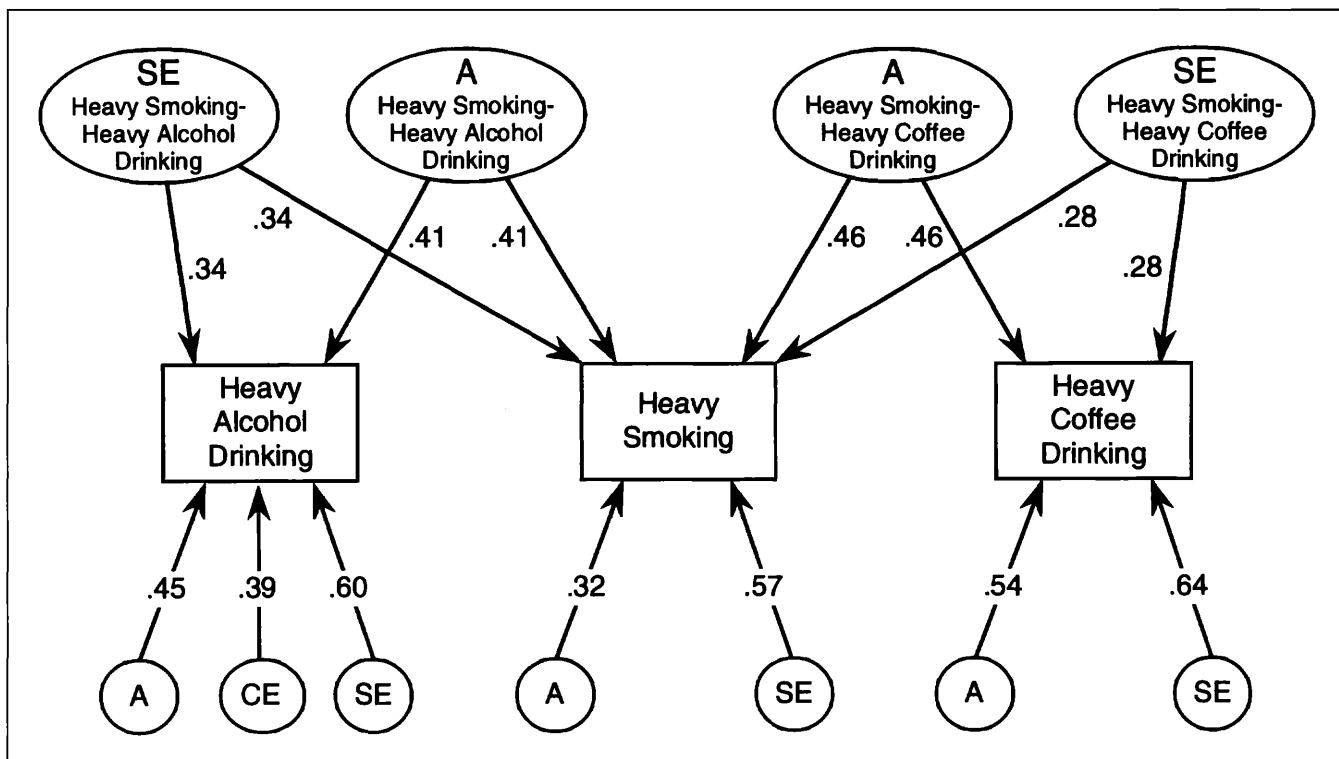 SE
Heavy Smoking-
Heavy Alcohol
Drinking
A
Heavy Smoking-
Heavy Alcohol
Drinking
A
Heavy Smoking-
Heavy Coffee
Drinking
SE
Heavy Smoking-
Heavy Coffee
Drinking
.34
.34
.41
.41
.46
.46
.28
.28
Heavy
Alcohol
Drinking
Heavy
Smoking
Heavy
Coffee
Drinking
.45
.39
.60
.32
.57
.54
.64
A
CE
SE
A
SE
A
SE